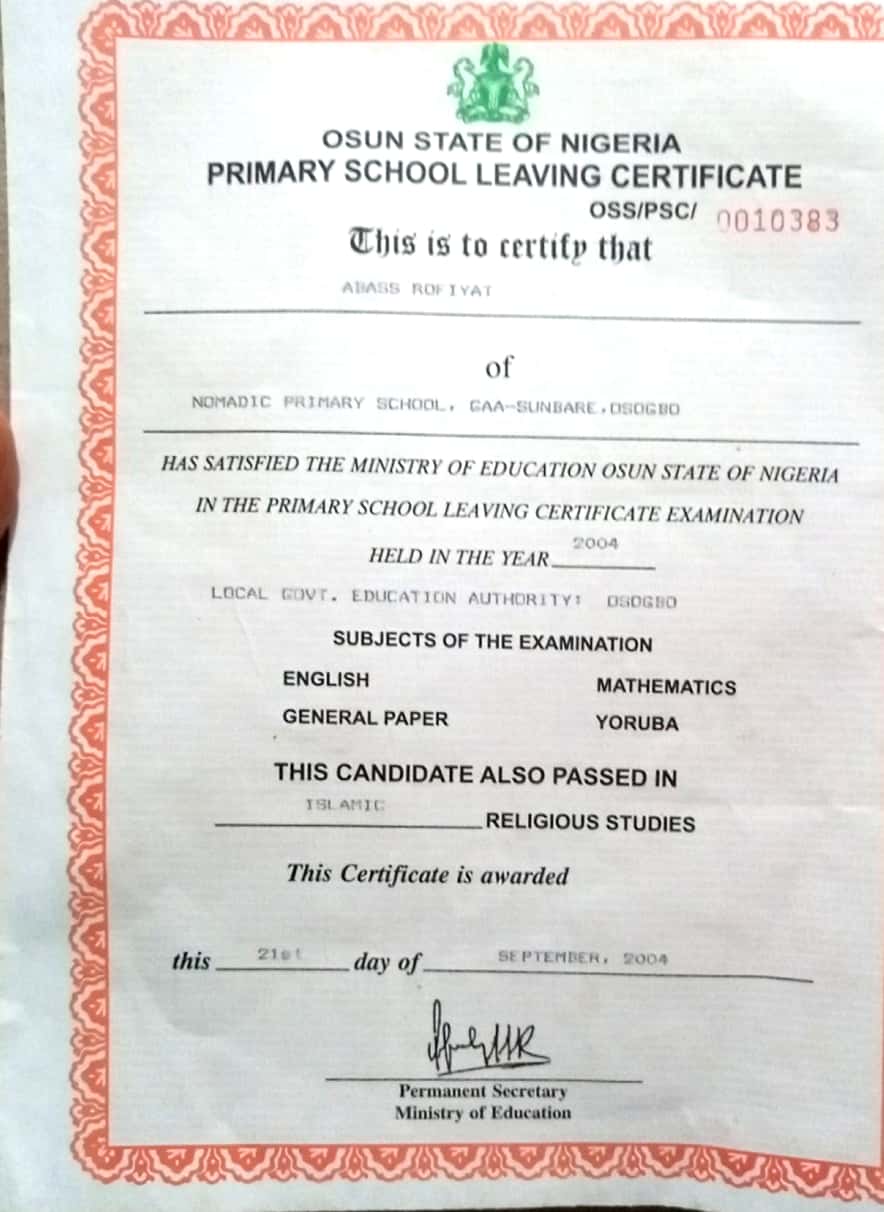 OSUN STATE OF NIGERIA
PRIMARY SCHOOL LEAVING CERTIFICATE
OSS/PSC/ 0010383
This is to certify that
ABASS ROFIYAT
of
NOMADIC PRIMARY SCHOOL, GAA-SUNBARE,OSOGBO
HAS SATISFIED THE MINISTRY OF EDUCATION OSUN STATE OF NIGERIA
IN THE PRIMARY SCHOOL LEAVING CERTIFICATE EXAMINATION
HELD IN THE YEAR 2004
LOCAL GOVT. EDUCATION AUTHORITY: OSOGBO
SUBJECTS OF THE EXAMINATION
ENGLISH MATHEMATICS
GENERAL PAPER YORUBA
THIS CANDIDATE ALSO PASSED IN
ISLAMIC RELIGIOUS STUDIES
This Certificate is awarded
this 21st day of SEPTEMBER, 2004
Permanent Secretary
Ministry of Education